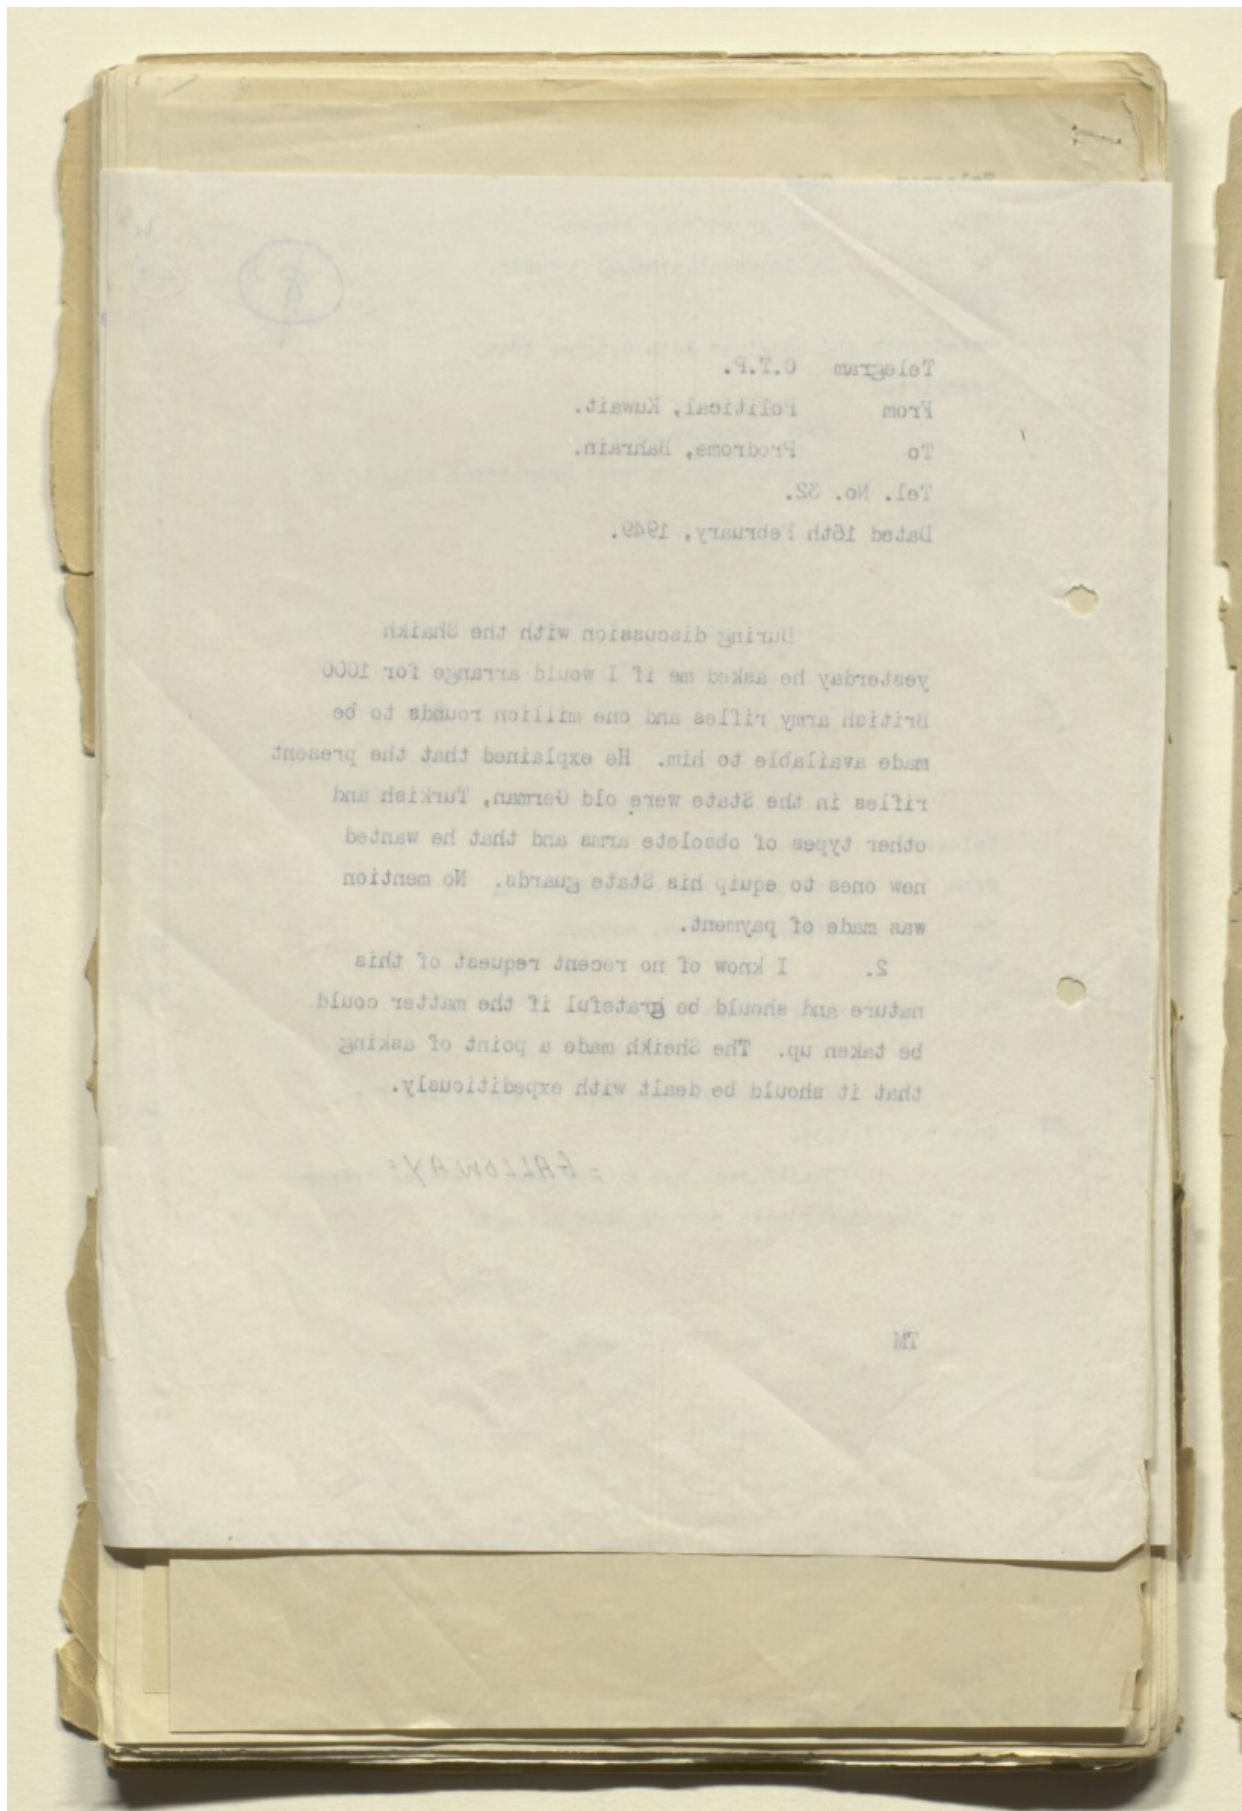 Telegram O.T.P.
From Political, Kuwait.
To Prodrome, Bahrain.
Tel. No. 32.
Dated 16th February, 1949.
During discussion with the Shaikh
yesterday he asked me if I would arrange for 1000
British army rifles and one million rounds to be
made available to him. He explained that the present
rifles in the State were old German, Turkish and
other types of obsolete arms and that he wanted
new ones to equip his State guards. No mention
was made of payment.
2. I know of no recent request of this
nature and should be grateful if the matter could
be taken up. The Sheikh made a point of asking
that it should be dealt with expeditiously.
= GALLOWAY =
TM